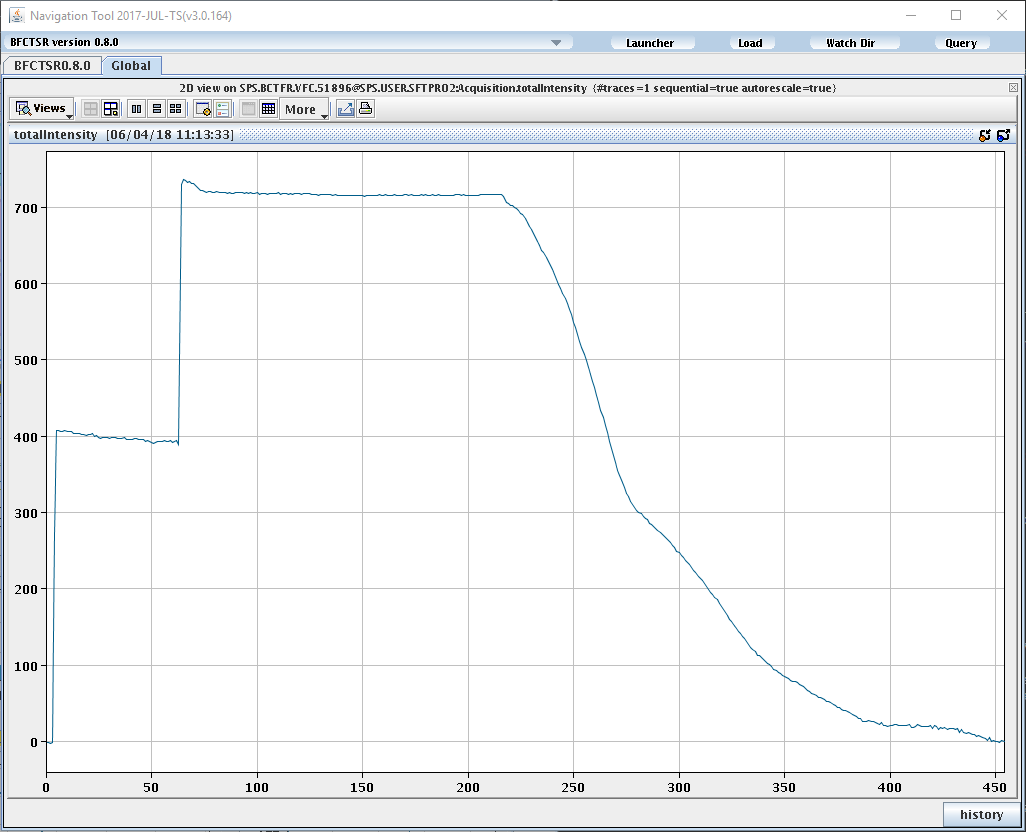 Navigation Tool 2017-JUL-TS(v3.0.164)
BFCTSR version 0.8.0 Launcher Load Watch Dir Query
BFCTSR0.8.0 Global
2D view on SPS.BCTFR.VFC.51896@SPS.USER.SFTPRO2:Acquisition.totalIntensity {#traces=1 sequential=true autorescale=true}
Views More
totalIntensity [06/04/18 11:13:33]
700
600
500
400
300
200
100
0
0 50 100 150 200 250 300 350 400 450
history